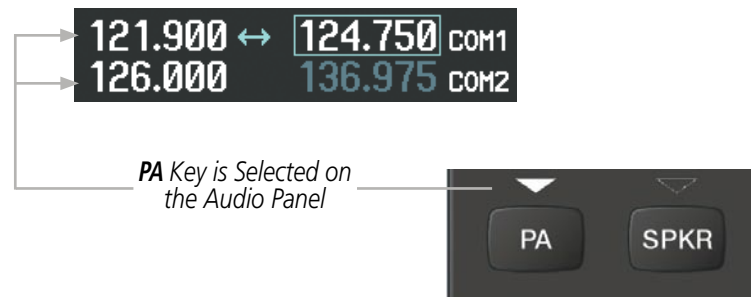 121.900 ↔ 124.750 COM1
126.000 136.975 COM2
PA Key is Selected on
the Audio Panel
PA SPKR